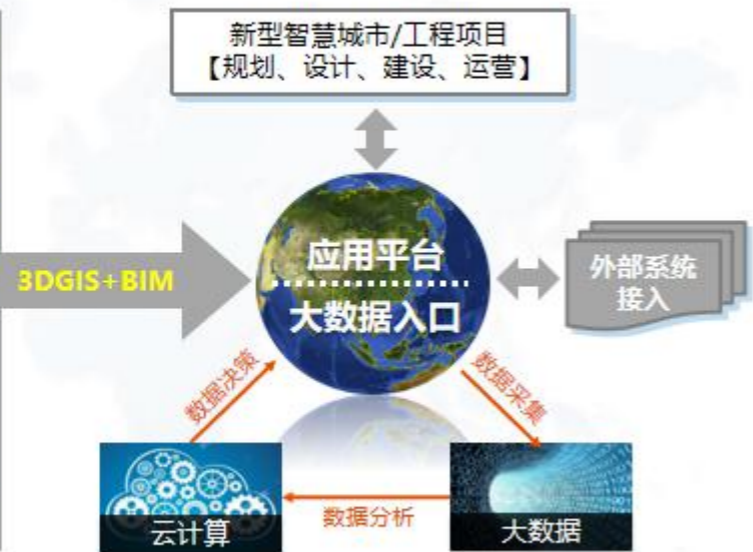 新型智慧城市/工程项目
【规划、设计、建设、运营】
3DGIS+BIM
应用平台
大数据入口
外部系统
接入
数据决策
数据采集
云计算
数据分析
大数据